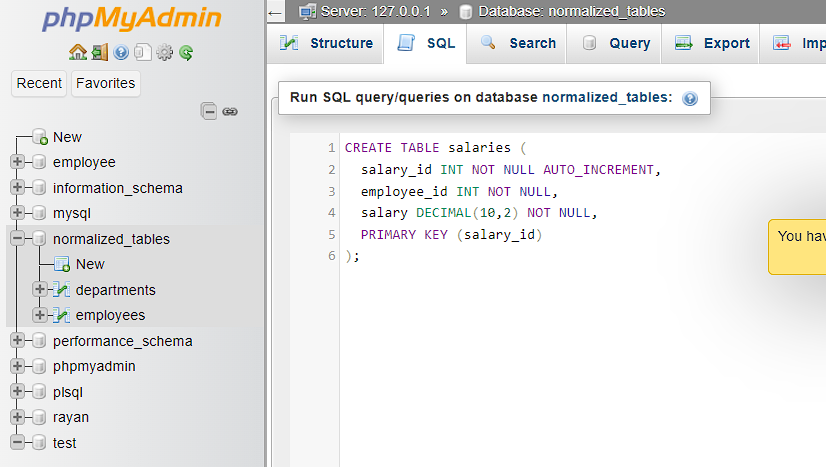 phpMyAdmin
Recent Favorites
New
employee
information_schema
mysql
normalized_tables
New
departments
employees
performance_schema
phpmyadmin
plsql
rayan
test
Server: 127.0.0.1 » Database: normalized_tables
Structure SQL Search Query Export Imp
Run SQL query/queries on database normalized_tables:
1 CREATE TABLE salaries (
2 salary_id INT NOT NULL AUTO_INCREMENT,
3 employee_id INT NOT NULL,
4 salary DECIMAL(10,2) NOT NULL,
5 PRIMARY KEY (salary_id)
6 );
You hav